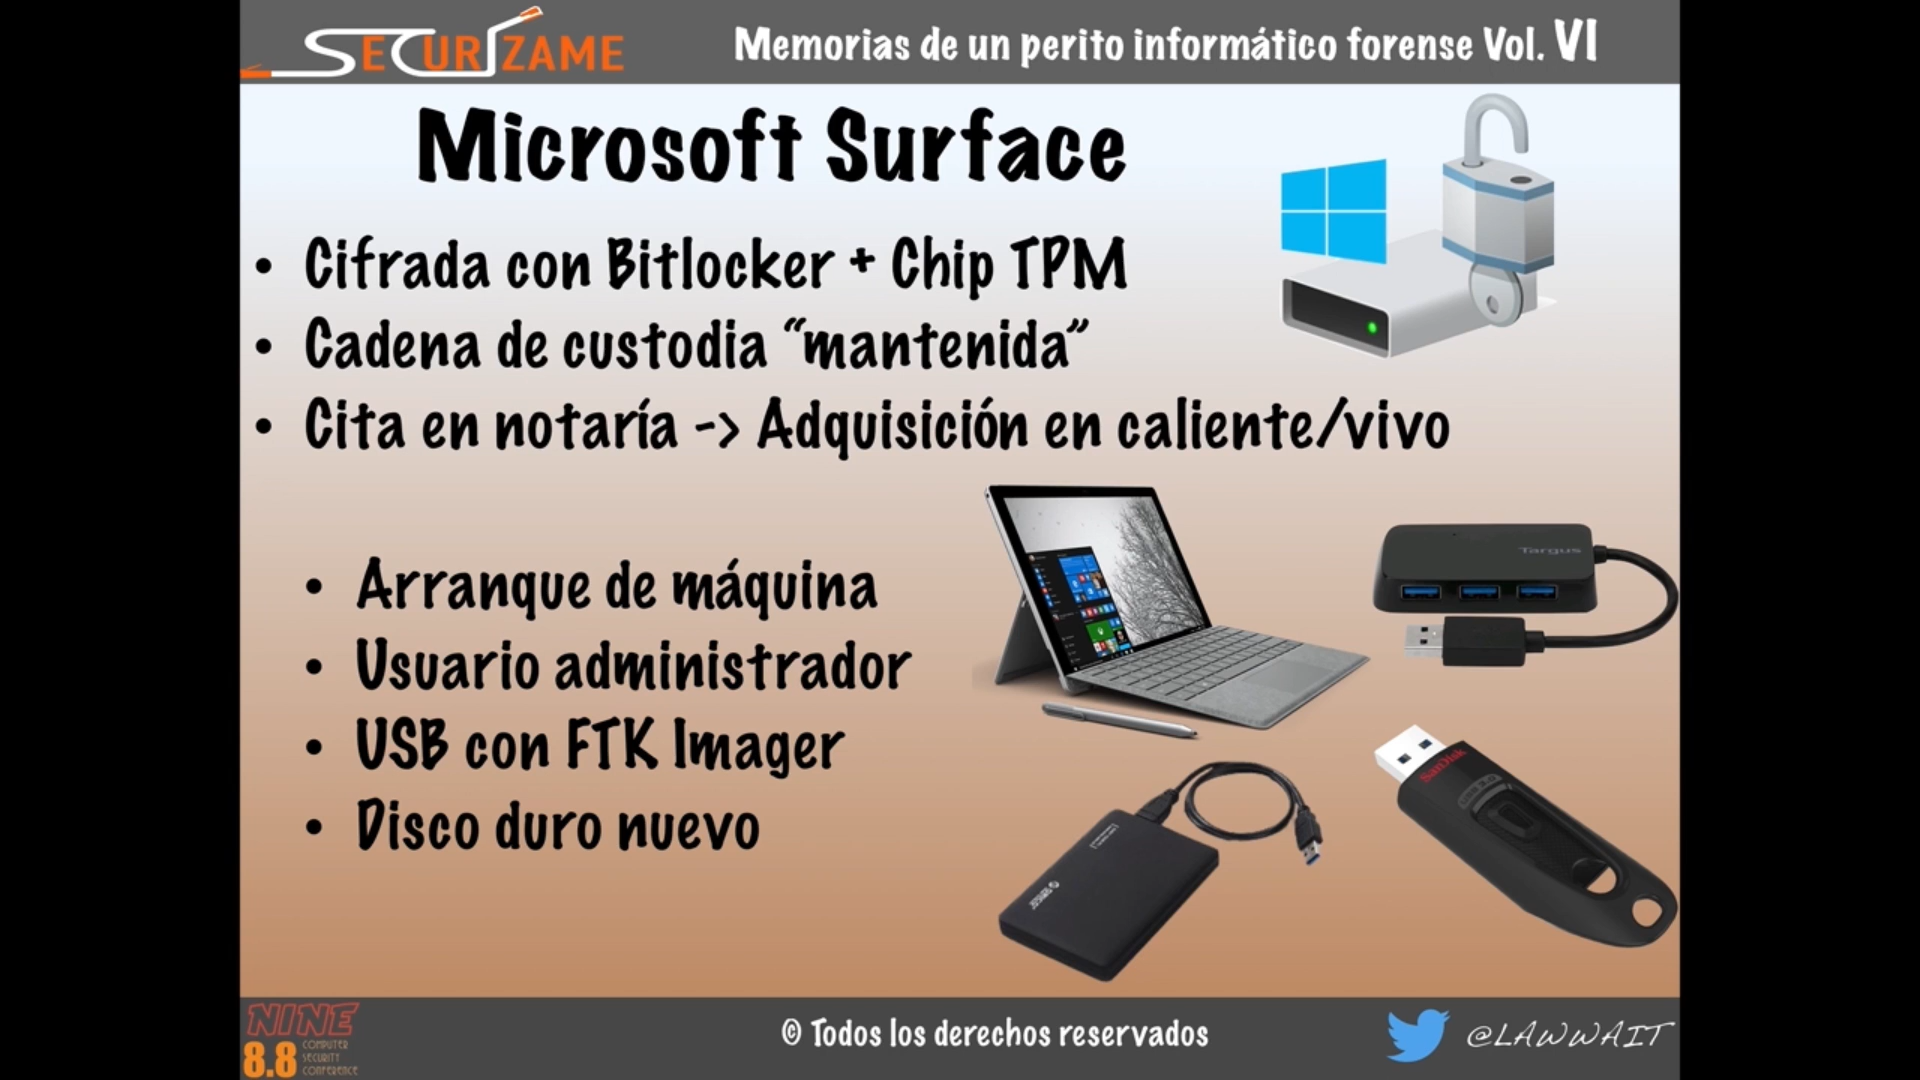 SECURIZAME
Memorias de un perito informático forense Vol. VI
Microsoft Surface
• Cifrada con Bitlocker + Chip TPM
• Cadena de custodia “mantenida”
• Cita en notaría -> Adquisición en caliente/vivo
• Arranque de máquina
• Usuario administrador
• USB con FTK Imager
• Disco duro nuevo
Targus
SanDisk
NINE
8.8 COMPUTER
SECURITY
CONFERENCE
© Todos los derechos reservados
@LAWWAIT